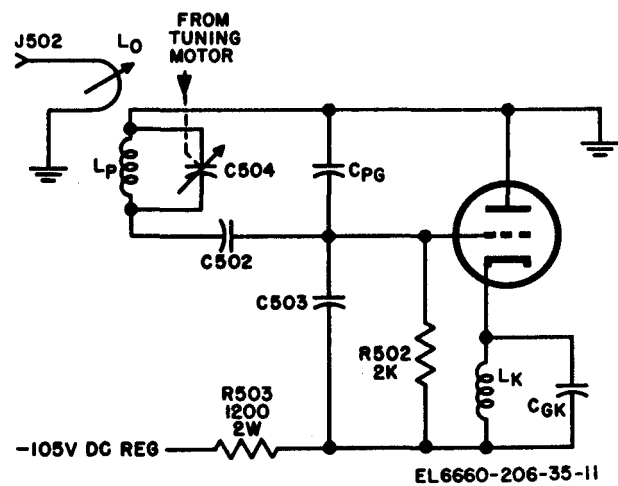 FROM
TUNING
MOTOR
J502
LO
LP
C504
CPG
C502
C503
R502
2K
LK
CGK
R503
1200
2W
-105V DC REG
EL6660-206-35-11